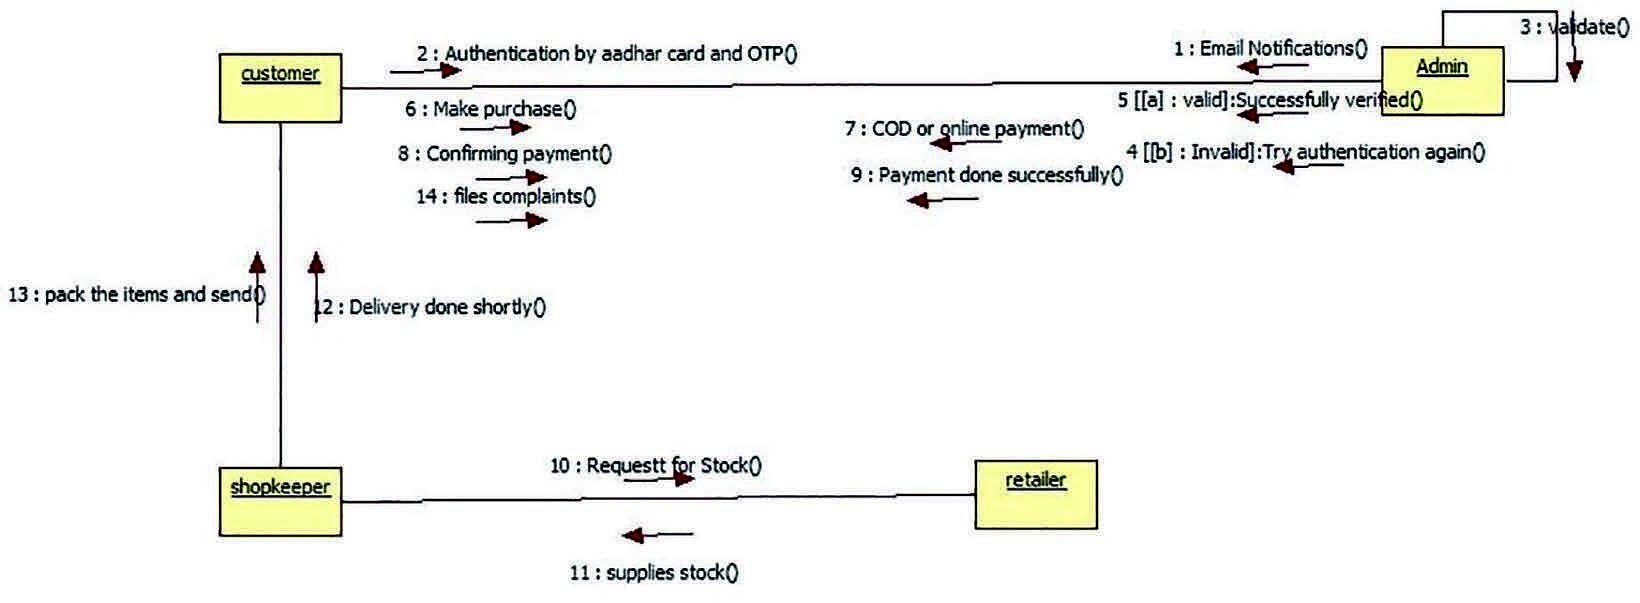 3 : validate()
2 : Authentication by aadhar card and OTP()
1 : Email Notifications()
customer
Admin
6 : Make purchase()
5 [[a] : valid]:Successfully verified()
7 : COD or online payment()
8 : Confirming payment()
4 [[b] : Invalid]:Try authentication again()
9 : Payment done successfully()
14 : files complaints()
13 : pack the items and send()
12 : Delivery done shortly()
10 : Requestt for Stock()
shopkeeper
retailer
11 : supplies stock()